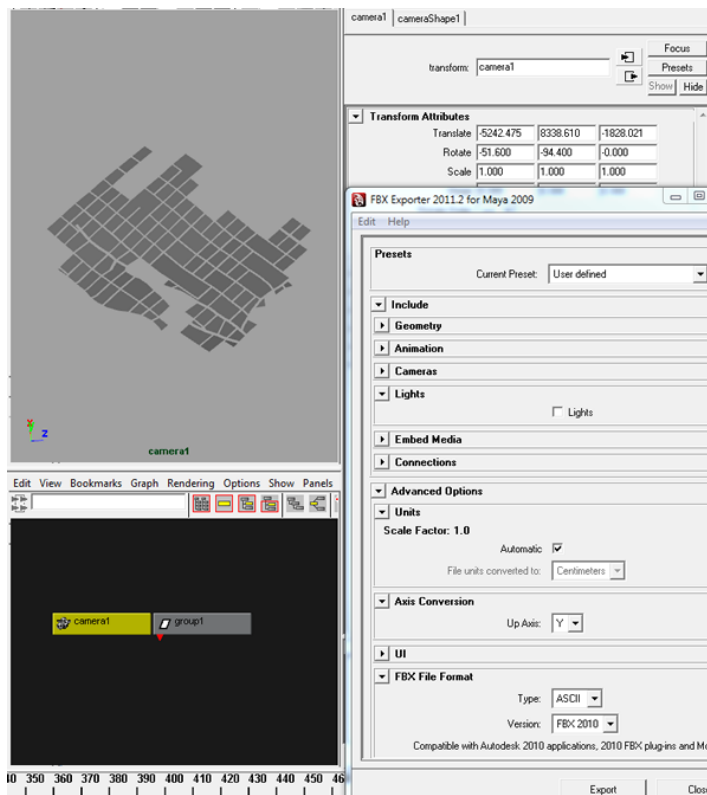 camera1 cameraShape1
transform: camera1
Focus
Presets
Show Hide
Transform Attributes
Translate -5242.475 8338.610 -1828.021
Rotate -51.600 -94.400 -0.000
Scale 1.000 1.000 1.000
FBX Exporter 2011.2 for Maya 2009
Edit Help
Presets
Current Preset: User defined
Include
Geometry
Animation
Cameras
Lights
Lights
Embed Media
Connections
Advanced Options
Units
Scale Factor: 1.0
Automatic
File units converted to: Centimeters
Axis Conversion
Up Axis: Y
UI
FBX File Format
Type: ASCII
Version: FBX 2010
Compatible with Autodesk 2010 applications, 2010 FBX plug-ins and
Export
X
Z
camera1
Edit View Bookmarks Graph Rendering Options Show Panels
camera1 group1
350 360 370 380 390 400 410 420 430 440 450